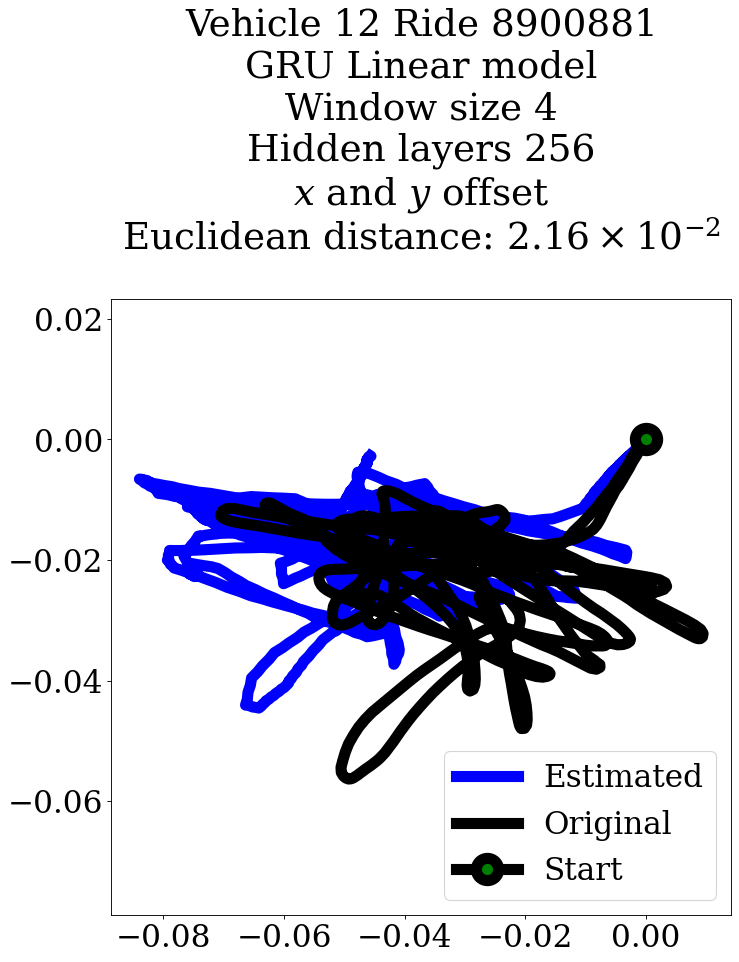 Vehicle 12 Ride 8900881
GRU Linear model
Window size 4
Hidden layers 256
x and y offset
Euclidean distance: 2.16 × 10⁻²
0.02
0.00
−0.02
−0.04
−0.06
Estimated
Original
Start
−0.08 −0.06 −0.04 −0.02 0.00